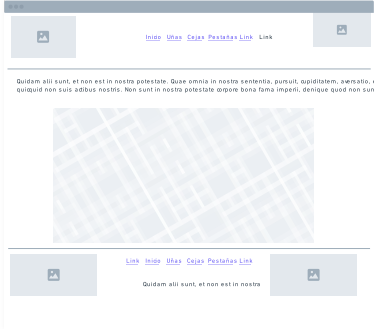 Inicio Uñas Cejas Pestañas Link Link
Quidam alii sunt, et non est in nostra potestate. Quae omnia in nostra sententia, pursuit, cupiditatem, aversatio,
quicquid non suis actibus nostris. Non sunt in nostra potestate corpore bona fama imperii, denique quod non sun
Link Inicio Uñas Cejas Pestañas Link
Quidam alii sunt, et non est in nostra